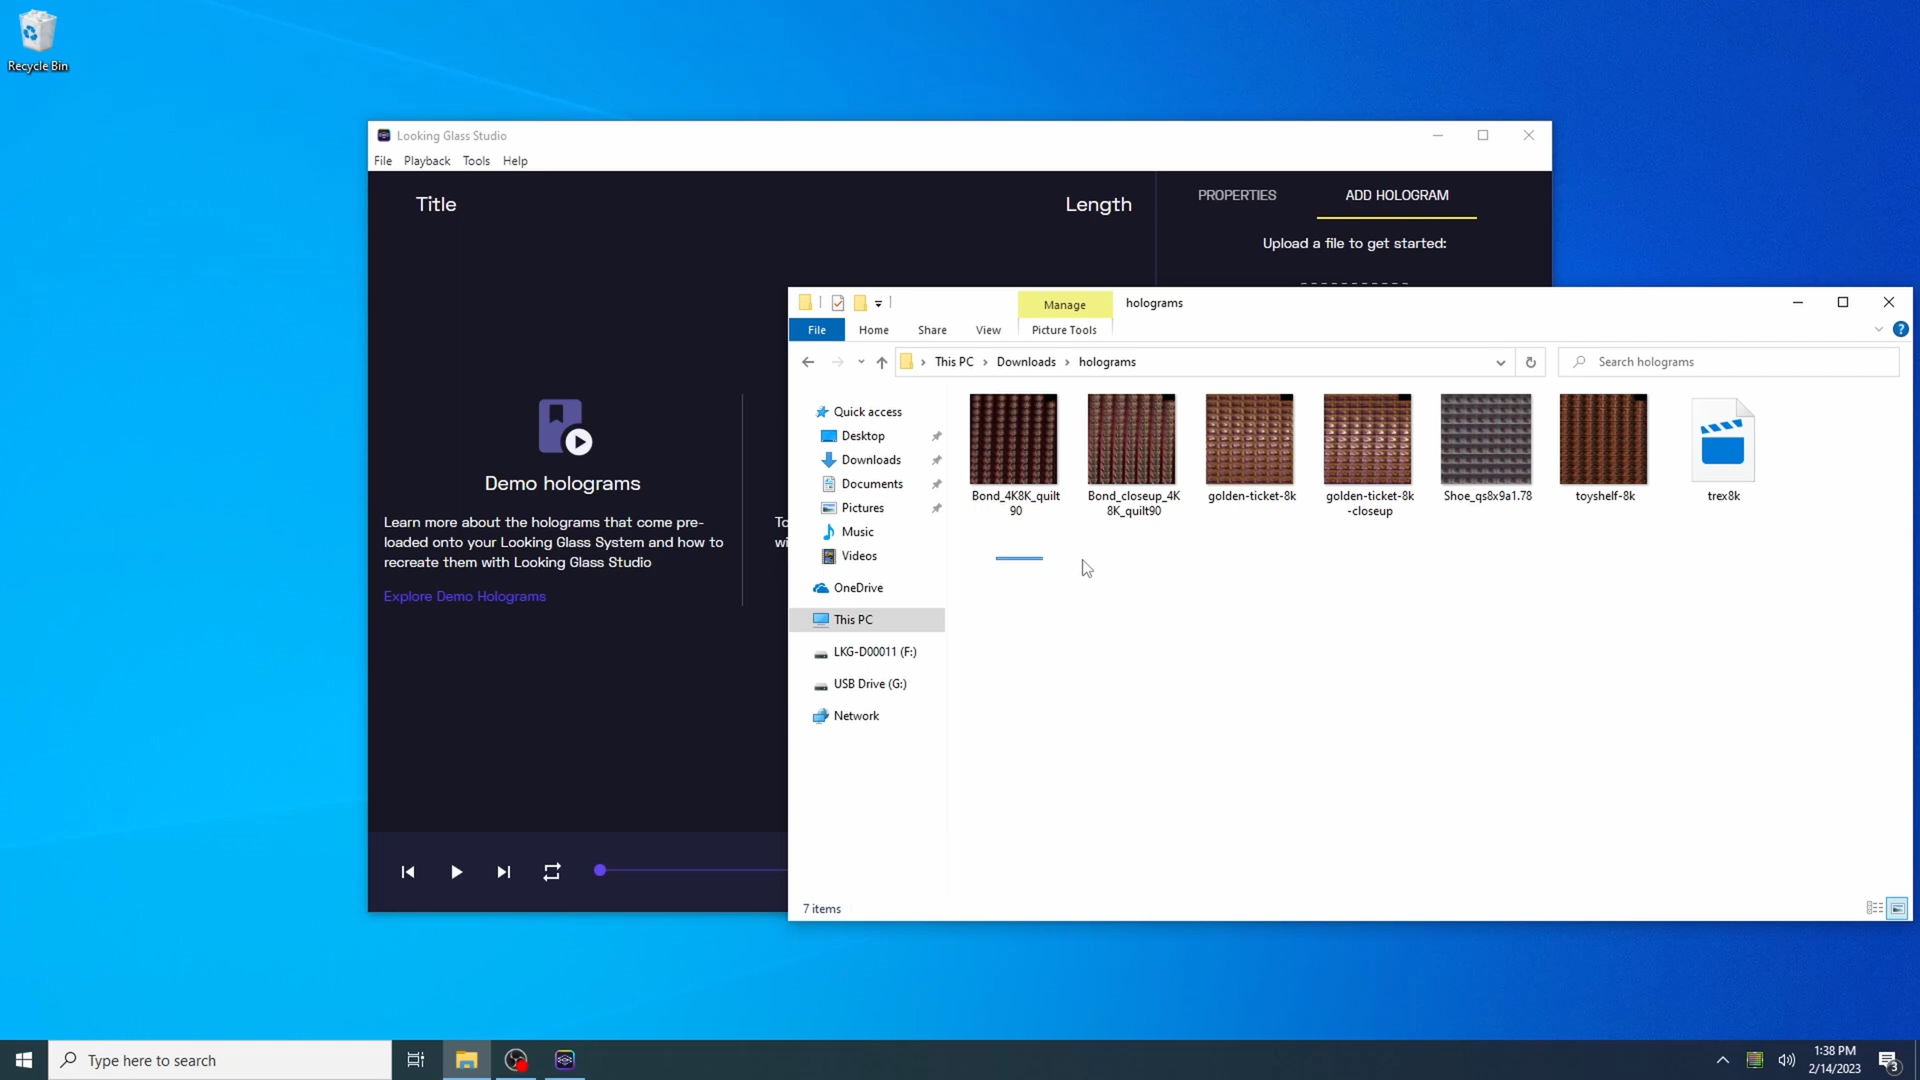 Recycle Bin
Looking Glass Studio
File Playback Tools Help
Title
Length
PROPERTIES
ADD HOLOGRAM
Upload a file to get started:
Demo holograms
Learn more about the holograms that come pre-
loaded onto your Looking Glass System and how to
recreate them with Looking Glass Studio
Explore Demo Holograms
To
wi
Manage
holograms
File Home Share View Picture Tools
This PC > Downloads > holograms
Search holograms
Quick access
Desktop
Downloads
Documents
Pictures
Music
Videos
OneDrive
This PC
LKG-D00011 (F:)
USB Drive (G:)
Network
Bond_4K8K_quilt
90
Bond_closeup_4K
8K_quilt90
golden-ticket-8k
golden-ticket-8k
-closeup
Shoe_qs8x9a1.78
toyshelf-8k
trex8k
7 items
Type here to search
1:38 PM
2/14/2023
3